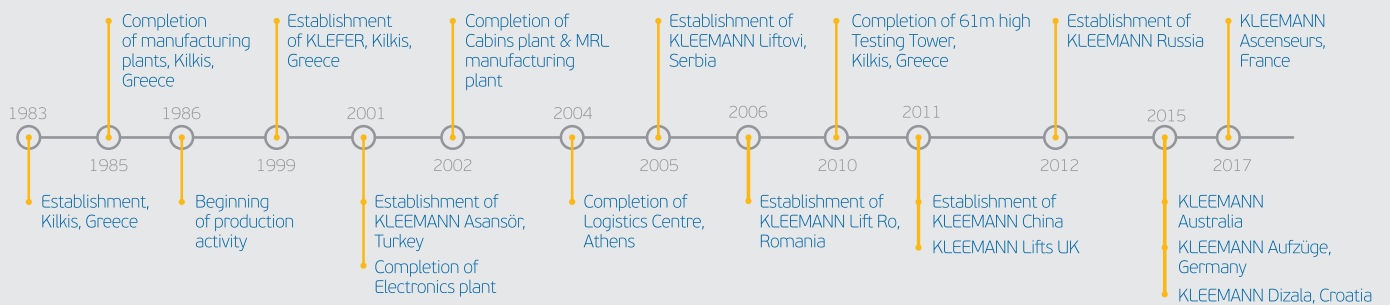 Completion
of manufacturing
plants, Kilkis,
Greece
Establishment
of KLEFER, Kilkis,
Greece
Completion of
Cabins plant & MRL
manufacturing
plant
Establishment of
KLEEMANN Liftovi,
Serbia
Completion of 61m high
Testing Tower,
Kilkis, Greece
Establishment of
KLEEMANN Russia
KLEEMANN
Ascenseurs,
France
1983
1986
2001
2004
2006
2011
2015
1985
1999
2002
2005
2010
2012
2017
Establishment,
Kilkis, Greece
Beginning
of production
activity
Establishment of
KLEEMANN Asansör,
Turkey
Completion of
Electronics plant
Completion of
Logistics Centre,
Athens
Establishment of
KLEEMANN Lift Ro,
Romania
Establishment of
KLEEMANN China
KLEEMANN Lifts UK
KLEEMANN
Australia
KLEEMANN Aufzüge,
Germany
KLEEMANN Dizala, Croatia